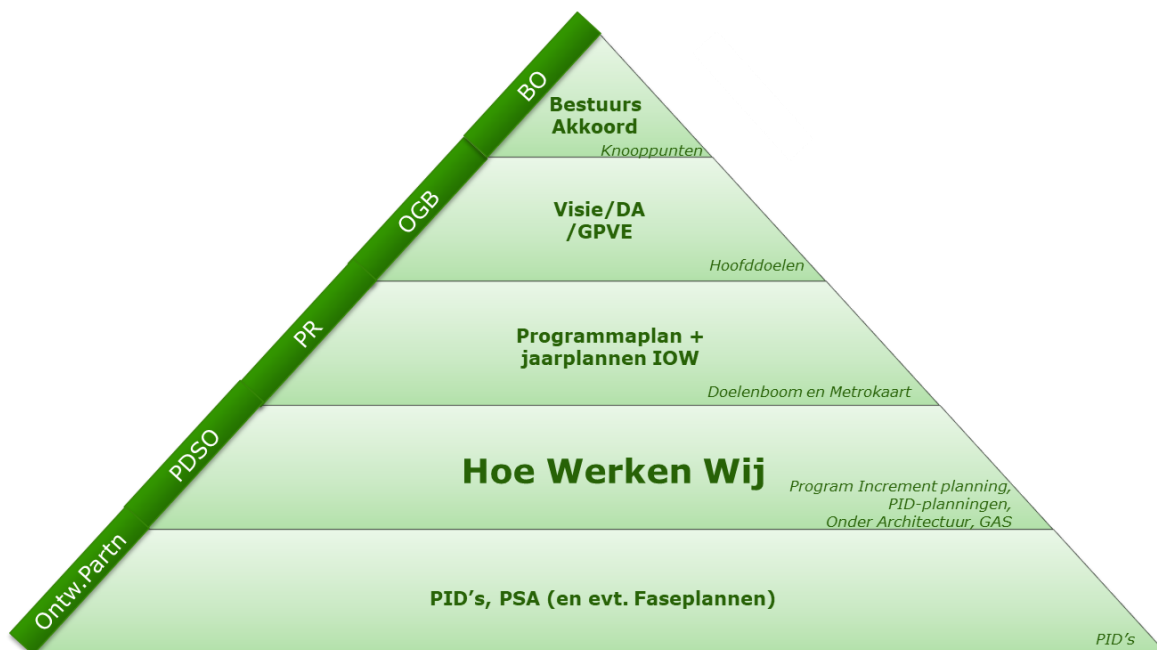 BO
Bestuurs
Akkoord
Knooppunten
OGB
Visie/DA
/GPVE
Hoofddoelen
PR
Programmaplan +
jaarplannen IOW
Doelenboom en Metrokaart
PDSO
Hoe Werken Wij
Program Increment planning,
PID-planningen,
Onder Architectuur, GAS
Ontw.Partn
PID’s, PSA (en evt. Faseplannen)
PID’s